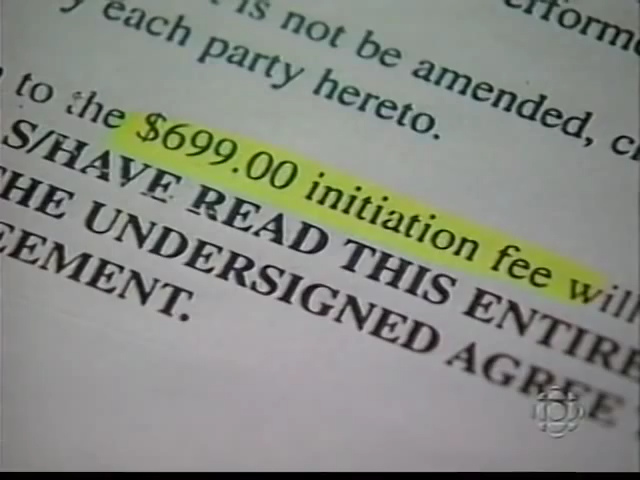 is not be amended,
each party hereto.
to the $699.00 initiation fee will
S/HAVE READ THIS ENTIRE
THE UNDERSIGNED AGREE
EEMENT.